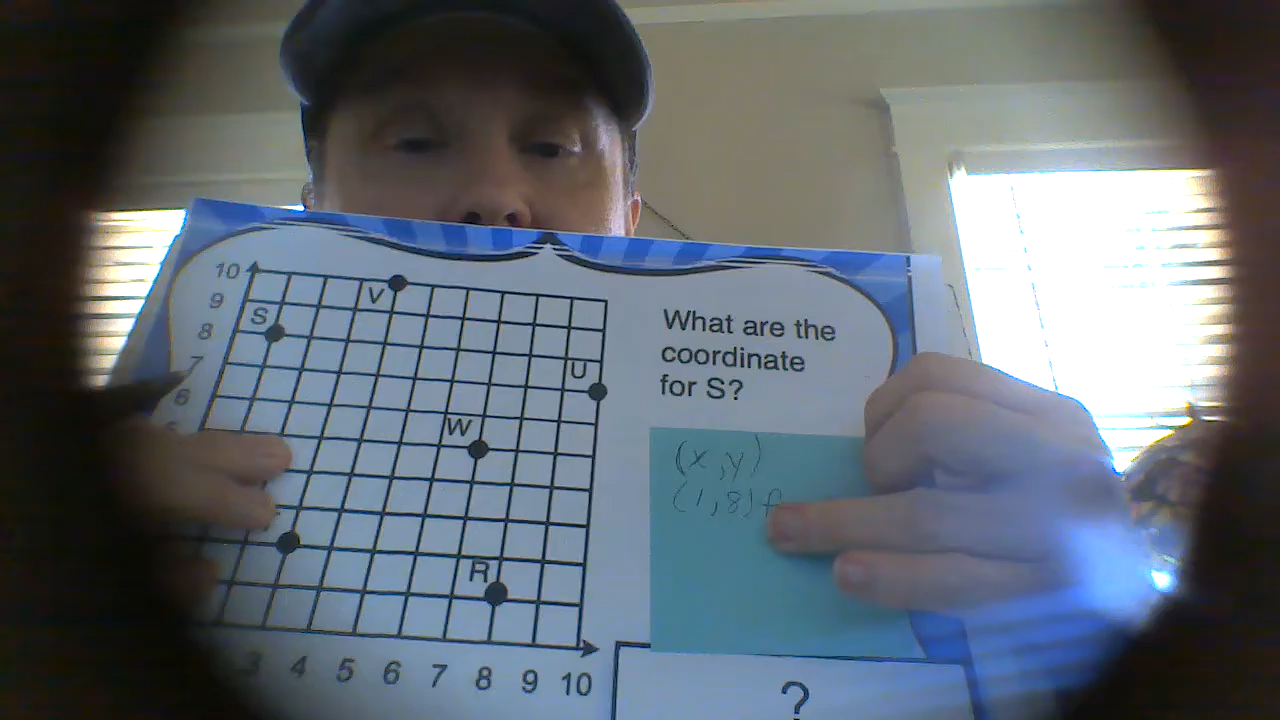 10
9
8
7
6
V
S
U
W
R
3 4 5 6 7 8 9 10
What are the
coordinate
for S?
(x,y)
(1,8)
?